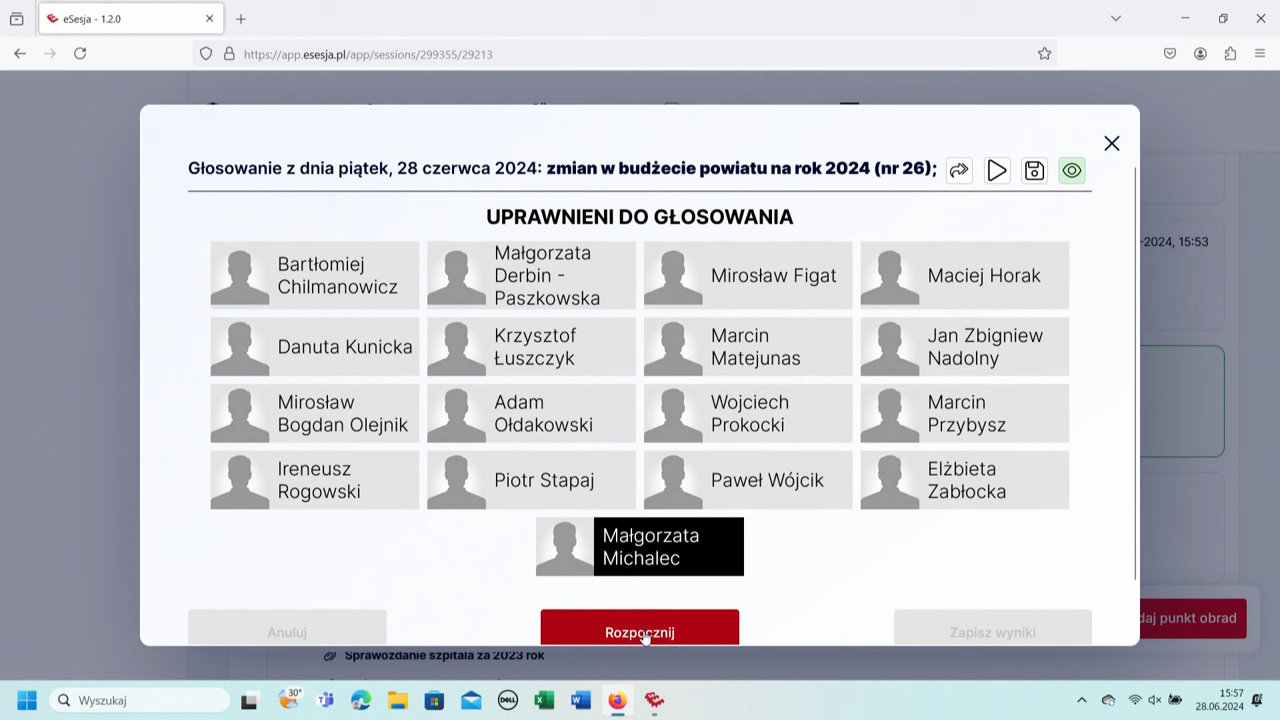 eSesja - 1.2.0
https://app.esesja.pl/app/sessions/299355/29213
Głosowanie z dnia piątek, 28 czerwca 2024: zmian w budżecie powiatu na rok 2024 (nr 26);
UPRAWNIENI DO GŁOSOWANIA
Bartłomiej
Chilmanowicz
Małgorzata
Derbin -
Paszkowska
Mirosław Figat
Maciej Horak
Danuta Kunicka
Krzysztof
Łuszczyk
Marcin
Matejunas
Jan Zbigniew
Nadolny
Mirosław
Bogdan Olejnik
Adam
Ołdakowski
Wojciech
Prokocki
Marcin
Przybysz
Ireneusz
Rogowski
Piotr Stapaj
Paweł Wójcik
Elżbieta
Zabłocka
Małgorzata
Michalec
-2024, 15:53
Anuluj
Rozpocznij
Zapisz wyniki
daj punkt obrad
Sprawozdanie szpitala za 2023 rok
Wyszukaj
30°
DELL
15:57
28.06.2024